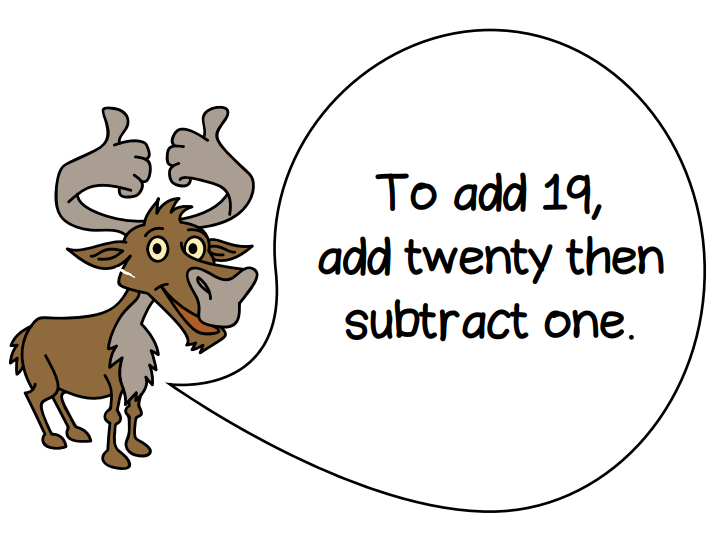 To add 19,
add twenty then
subtract one.